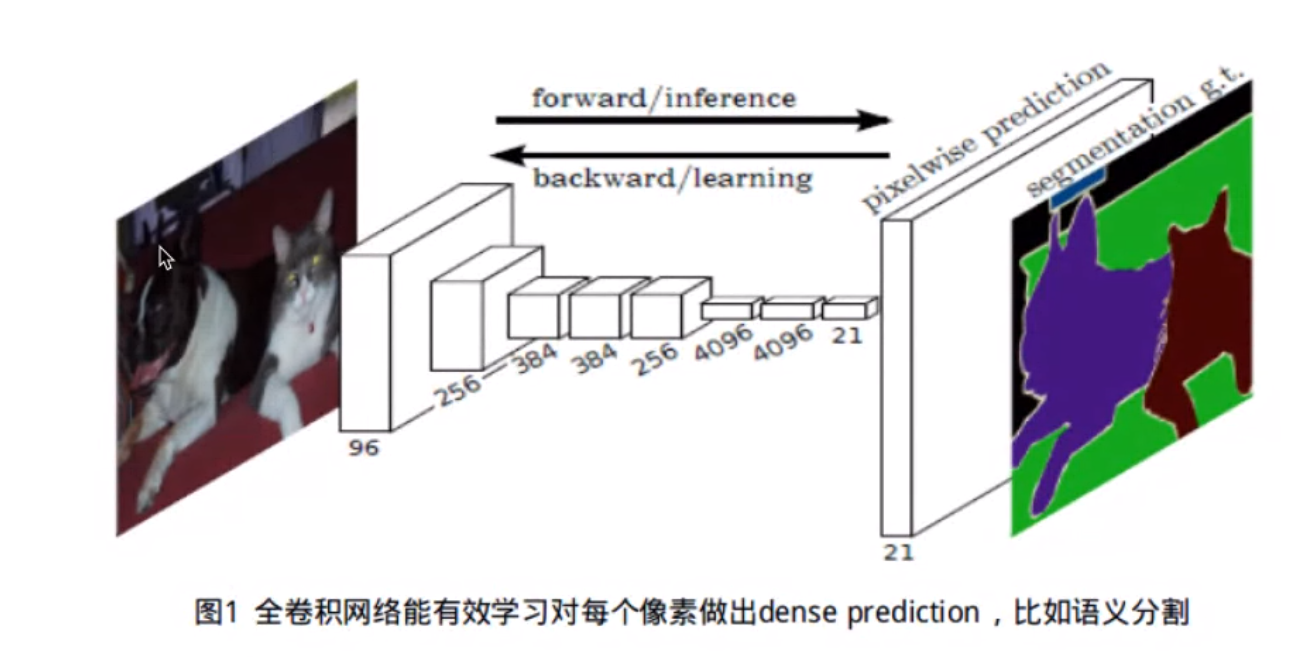 forward/inference
backward/learning
pixelwise prediction
segmentation g.t.
96
256
384
384
256
4096
4096
21
21
图1 全卷积网络能有效学习对每个像素做出dense prediction，比如语义分割